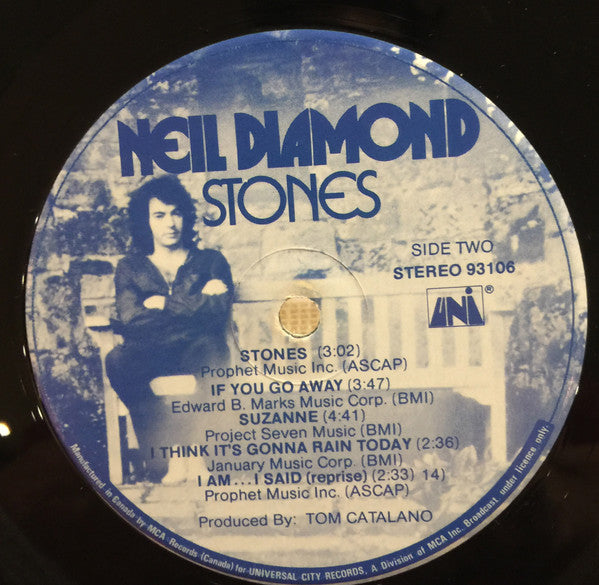 NEIL DIAMOND
STONES
SIDE TWO
STEREO 93106
UNI®
STONES (3:02)
Prophet Music Inc. (ASCAP)
IF YOU GO AWAY (3:47)
Edward B. Marks Music Corp. (BMI)
SUZANNE (4:41)
Project Seven Music (BMI)
I THINK IT'S GONNA RAIN TODAY (2:36)
January Music Corp. (BMI)
I AM...I SAID (reprise) (2:33) 14)
Prophet Music Inc. (ASCAP)
Produced By: TOM CATALANO
Manufactured in Canada by MCA Records (Canada) for UNIVERSAL CITY RECORDS, A Division of MCA Inc. Broadcast under licence only.